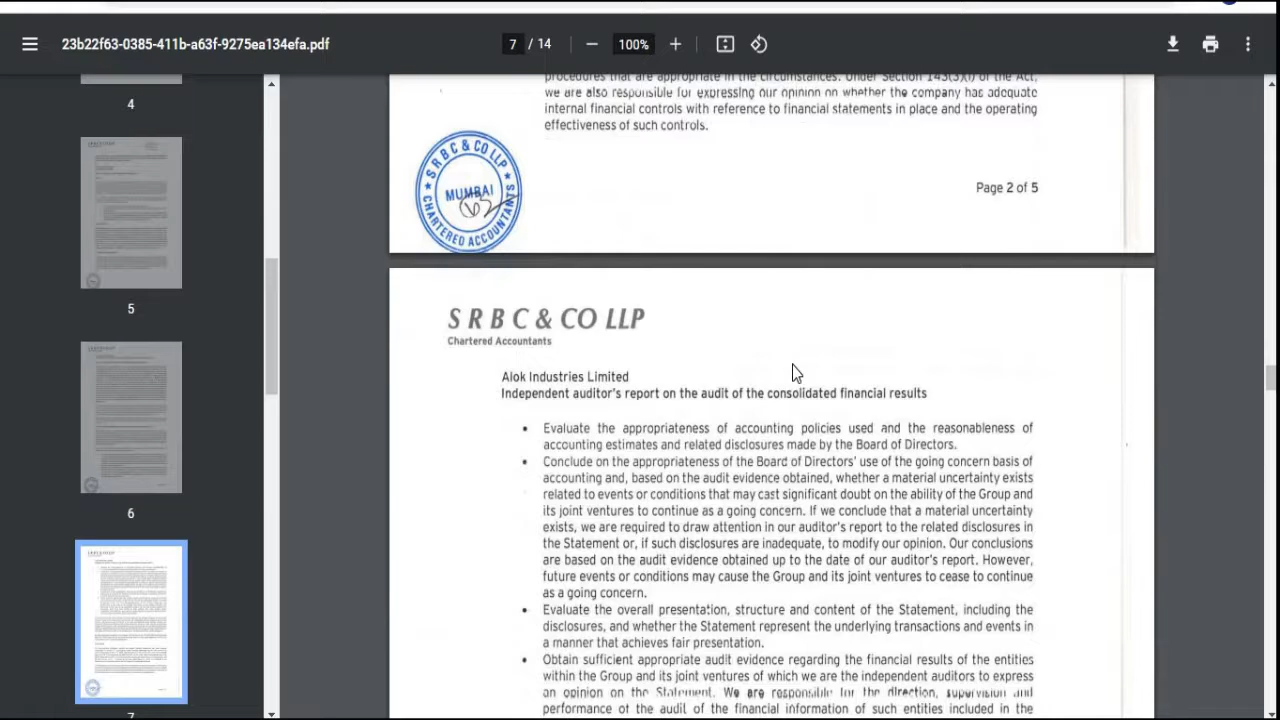 23b22f63-0385-411b-a63f-9275ea134efa.pdf
7 / 14
100%
4
5
6
7
procedures that are appropriate in the circumstances. Under Section 143(3)(i) of the Act,
we are also responsible for expressing our opinion on whether the company has adequate
internal financial controls with reference to financial statements in place and the operating
effectiveness of such controls.
S R B C & CO LLP
MUMBAI
CHARTERED ACCOUNTANTS
Page 2 of 5
S R B C & CO LLP
Chartered Accountants
Alok Industries Limited
Independent auditor's report on the audit of the consolidated financial results
• Evaluate the appropriateness of accounting policies used and the reasonableness of
accounting estimates and related disclosures made by the Board of Directors.
• Conclude on the appropriateness of the Board of Directors' use of the going concern basis of
accounting and, based on the audit evidence obtained, whether a material uncertainty exists
related to events or conditions that may cast significant doubt on the ability of the Group and
its joint ventures to continue as a going concern. If we conclude that a material uncertainty
exists, we are required to draw attention in our auditor's report to the related disclosures in
the Statement or, if such disclosures are inadequate, to modify our opinion. Our conclusions
are based on the audit evidence obtained up to the date of our auditor's report. However,
future events or conditions may cause the Group and its joint ventures to cease to continue
as a going concern.
• Evaluate the overall presentation, structure and content of the Statement, including the
disclosures, and whether the Statement represent the underlying transactions and events in
a manner that achieves fair presentation.
• Obtain sufficient appropriate audit evidence regarding the financial results of the entities
within the Group and its joint ventures of which we are the independent auditors to express
an opinion on the Statement. We are responsible for the direction, supervision and
performance of the audit of the financial information of such entities included in the